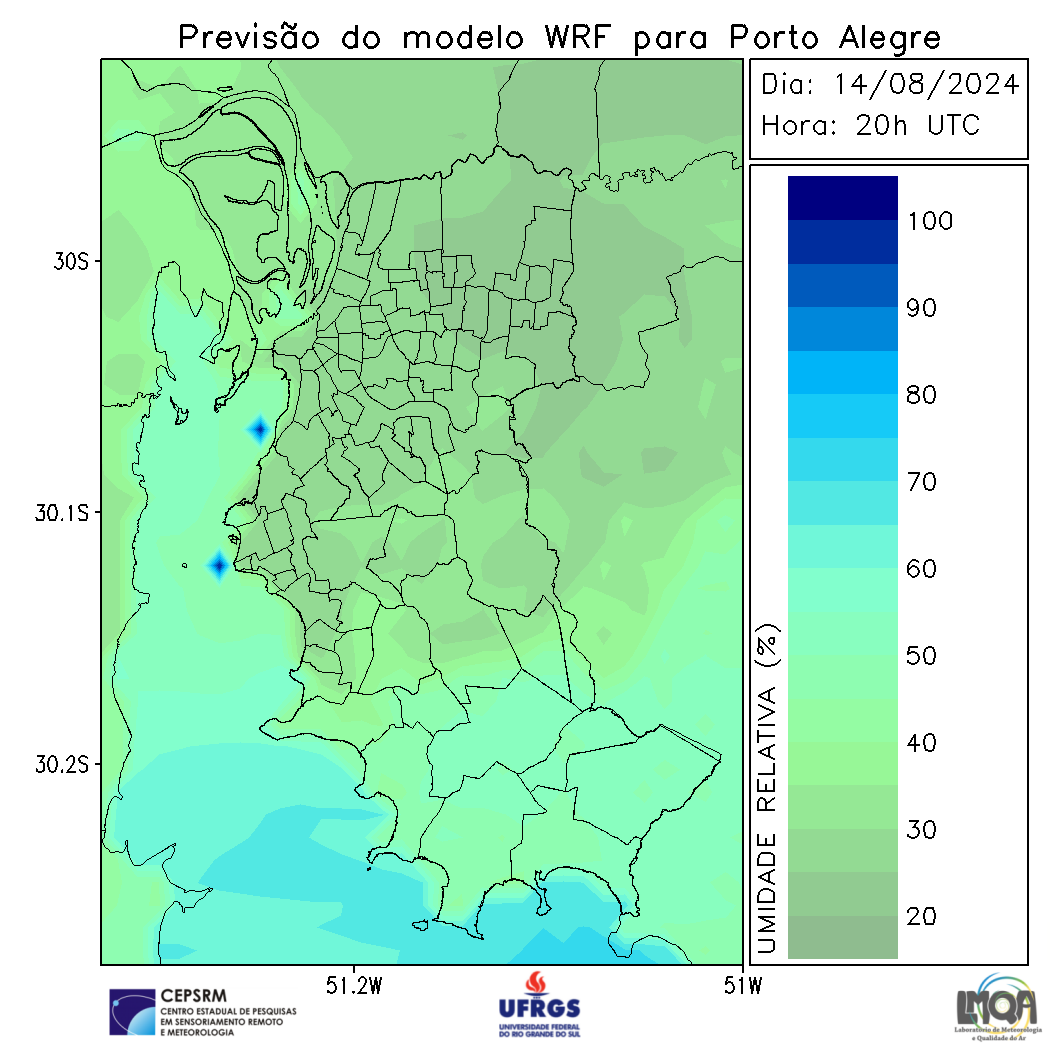 Previsão do modelo WRF para Porto Alegre
Dia: 14/08/2024
Hora: 20h UTC
100
90
80
70
60
50
40
30
20
UMIDADE RELATIVA (%)
30S
30.1S
30.2S
51.2W
51W
CEPSRM
CENTRO ESTADUAL DE PESQUISAS
EM SENSORIAMENTO REMOTO
E METEOROLOGIA
UFRGS
UNIVERSIDADE FEDERAL
DO RIO GRANDE DO SUL
LMQA
Laboratório de Meteorologia
e Qualidade do Ar